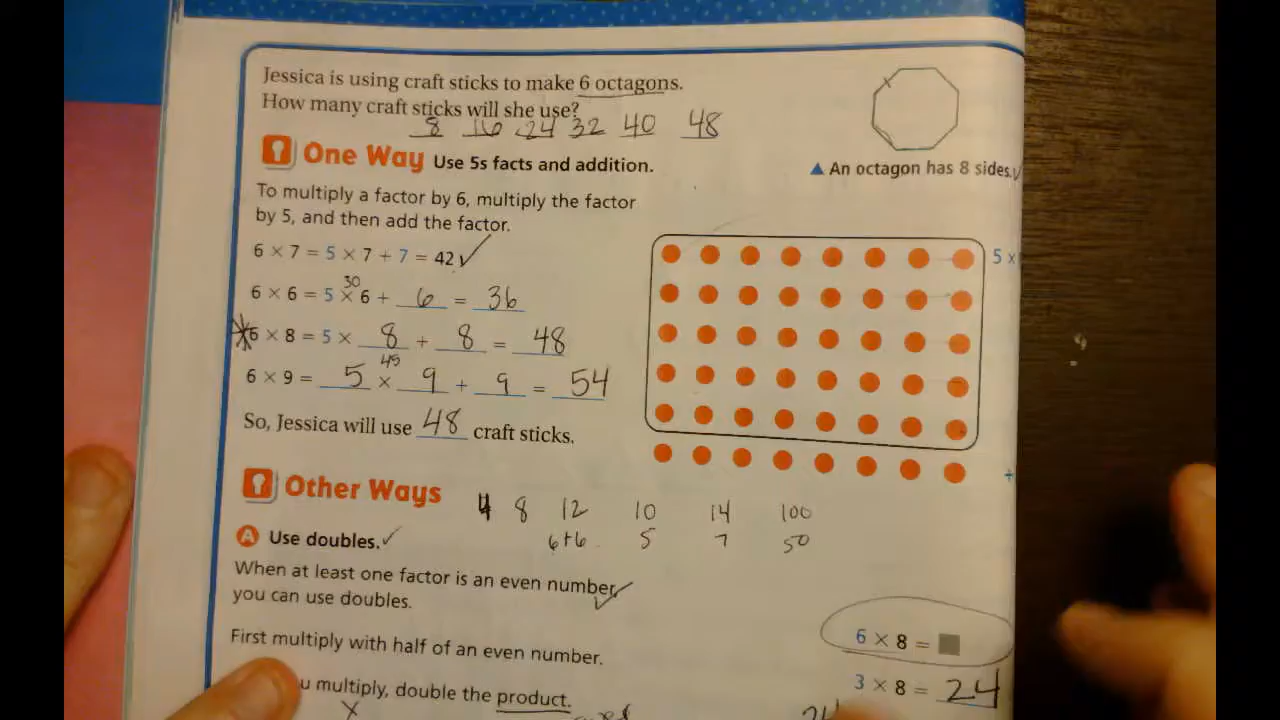 Jessica is using craft sticks to make 6 octagons.
How many craft sticks will she use?
8 16 24 32 40 48
▲ An octagon has 8 sides.
One Way Use 5s facts and addition.
To multiply a factor by 6, multiply the factor
by 5, and then add the factor.
6 × 7 = 5 × 7 + 7 = 42
30
6 × 6 = 5 × 6 + 6 = 36
6 × 8 = 5 × 8 + 8 = 48
45
6 × 9 = 5 × 9 + 9 = 54
So, Jessica will use 48 craft sticks.
5 ×
+
Other Ways
4 8 12 10 14 100
6+6 5 7 50
A Use doubles.
When at least one factor is an even number,
you can use doubles.
First multiply with half of an even number.
6 × 8 =
3 × 8 = 24
multiply, double the product.
x
24